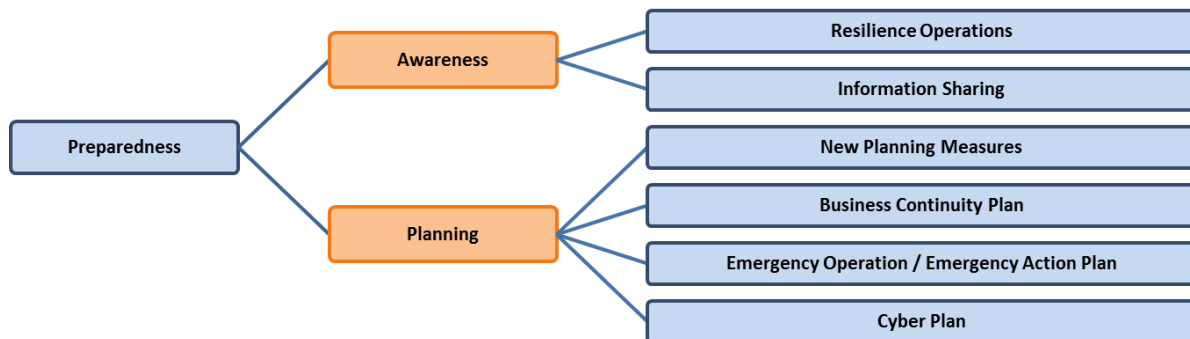 Resilience Operations
Awareness
Information Sharing
Preparedness
New Planning Measures
Business Continuity Plan
Planning
Emergency Operation / Emergency Action Plan
Cyber Plan